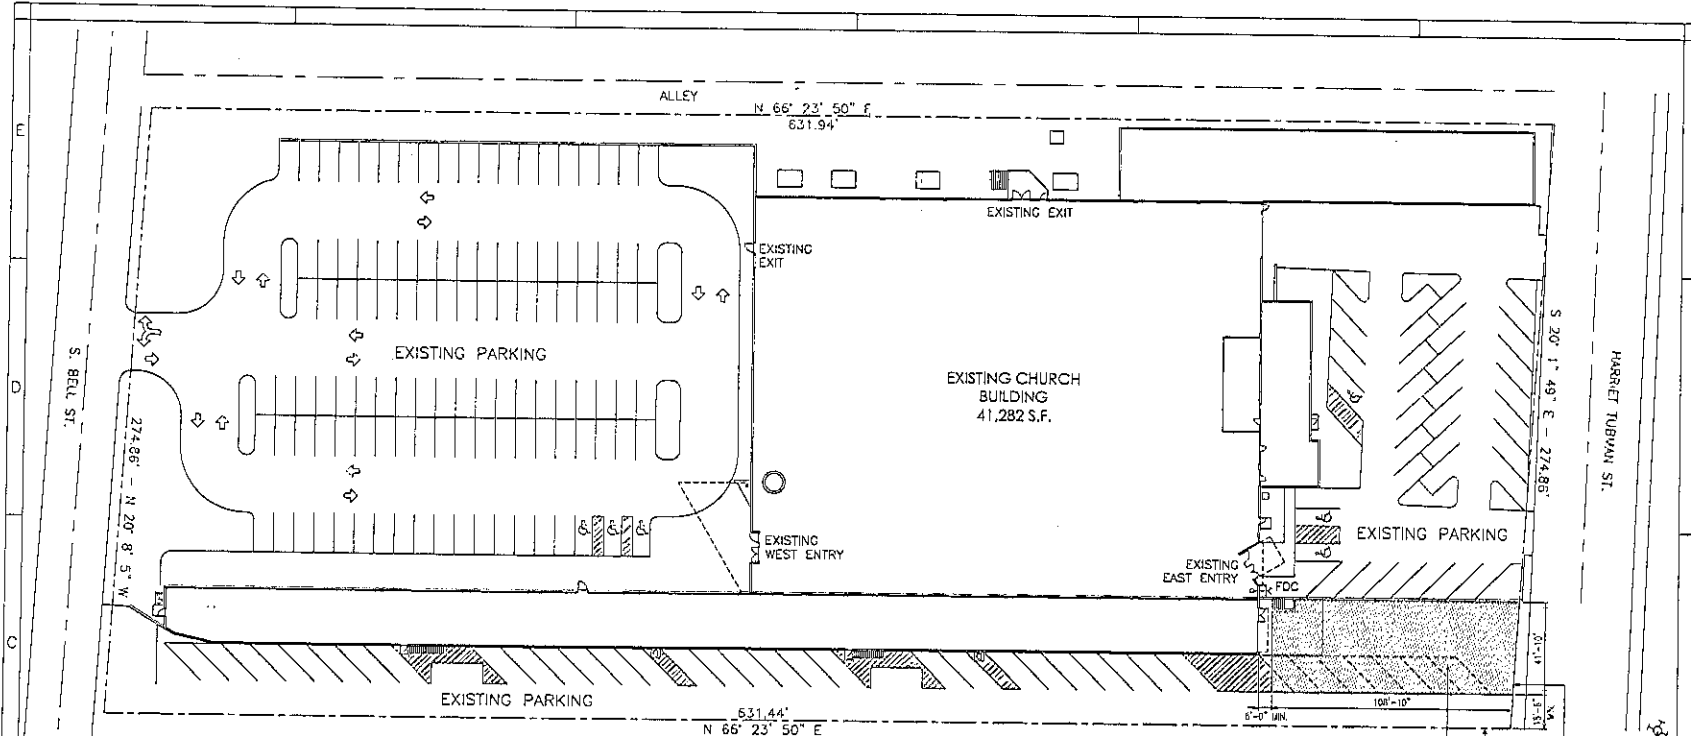 ALLEY
N 66° 23' 50" E
631.94'
E
EXISTING EXIT
EXISTING
EXIT
D
S. BELL ST.
EXISTING PARKING
EXISTING CHURCH
BUILDING
41,282 S.F.
S 20° 1' 49" E - 274.86'
HARRIET TUBMAN ST.
274.86' - N 20° 8' 5" W
EXISTING
WEST ENTRY
EXISTING PARKING
EXISTING
EAST ENTRY
FDC
C
41'-0"
EXISTING PARKING
631.44'
N 66° 23' 50" E
6'-0" MIN.
108'-10"